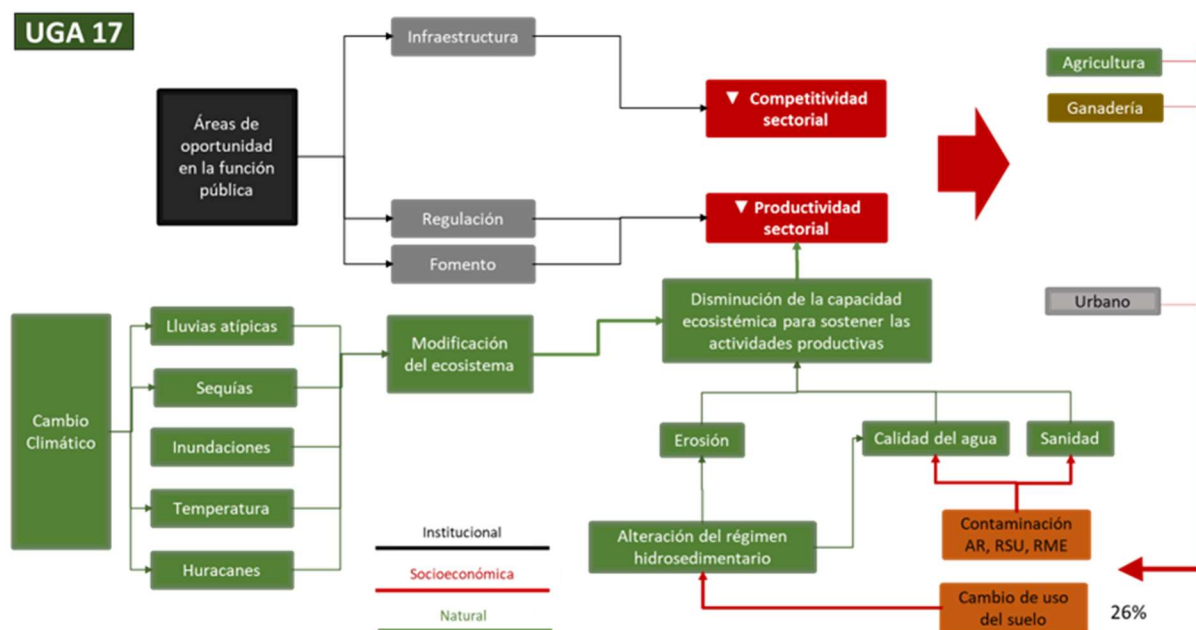 UGA 17
Infraestructura
Áreas de
oportunidad
en la función
pública
▼ Competitividad
sectorial
Agricultura
Ganadería
Regulación
Fomento
▼ Productividad
sectorial
Urbano
Cambio
Climático
Lluvias atípicas
Sequías
Inundaciones
Temperatura
Huracanes
Modificación
del ecosistema
Disminución de la capacidad
ecosistémica para sostener las
actividades productivas
Erosión
Calidad del agua
Sanidad
Alteración del régimen
hidrosedimentario
Contaminación
AR, RSU, RME
Cambio de uso
del suelo
26%
Institucional
Socioeconómica
Natural